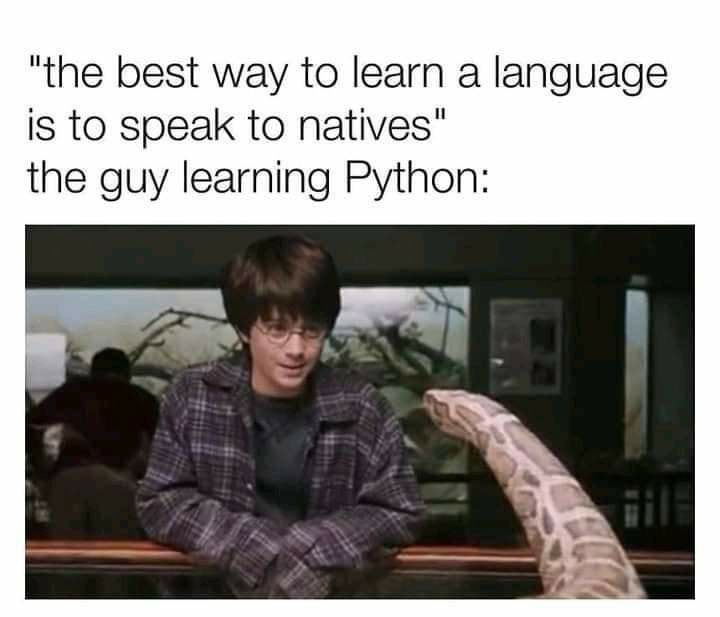 "the best way to learn a language
is to speak to natives"
the guy learning Python: